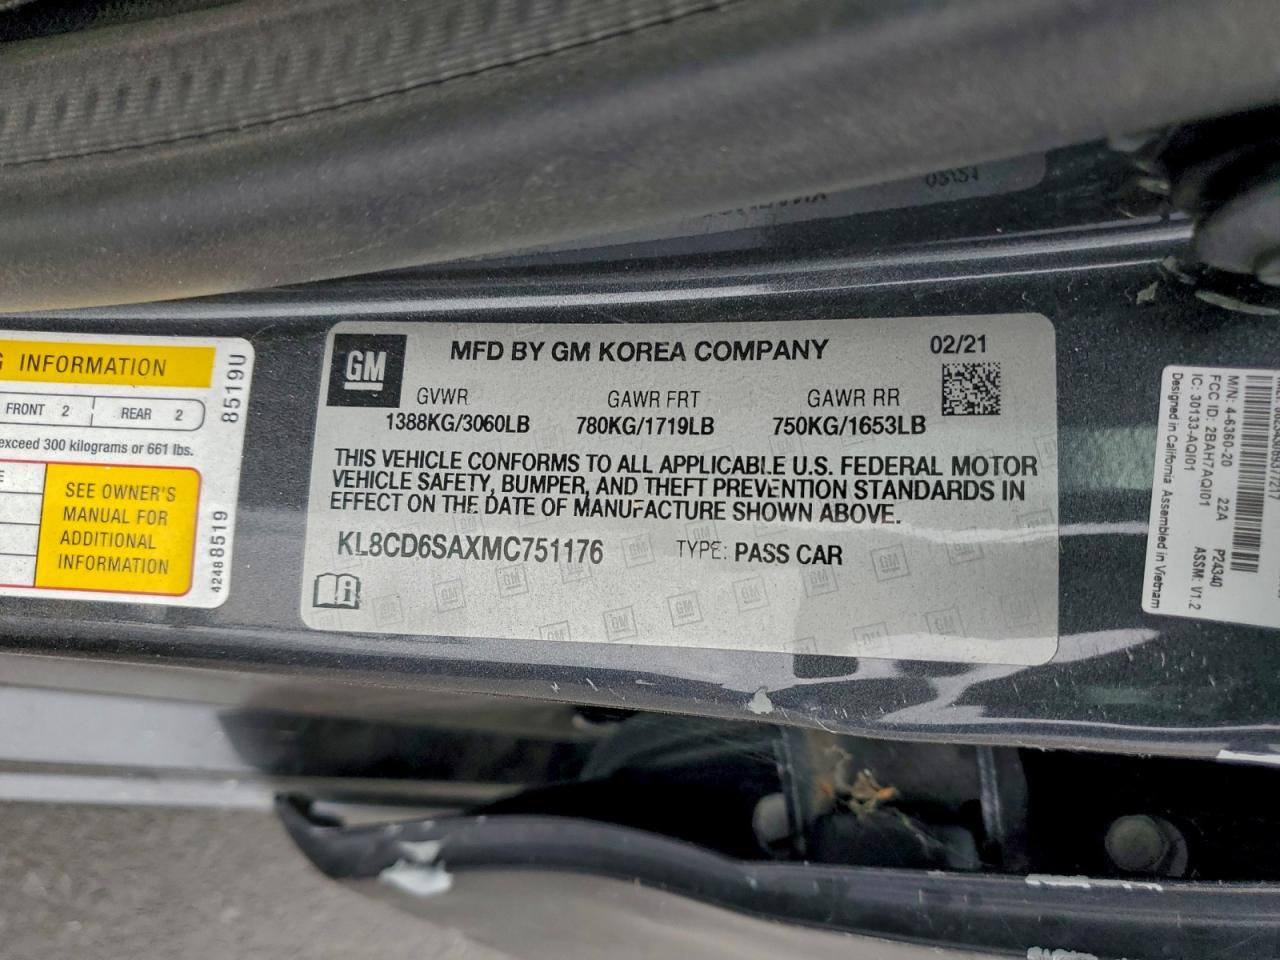 INFORMATION
FRONT 2
REAR 2
exceed 300 kilograms or 661 lbs.
SEE OWNER'S
MANUAL FOR
ADDITIONAL
INFORMATION
8519U
42488519
GM
MFD BY GM KOREA COMPANY
02/21
GVWR
GAWR FRT
GAWR RR
1388KG/3060LB
780KG/1719LB
750KG/1653LB
THIS VEHICLE CONFORMS TO ALL APPLICABLE U.S. FEDERAL MOTOR
VEHICLE SAFETY, BUMPER, AND THEFT PREVENTION STANDARDS IN
EFFECT ON THE DATE OF MANUFACTURE SHOWN ABOVE.
KL8CD6SAXMC751176
TYPE: PASS CAR
M/N: 4-6360-20 22A P24340
FCC ID: 2BAH7AQI01
IC: 30133-AQI01 ASSM: V1.2
Designed in California Assembled in Vietnam